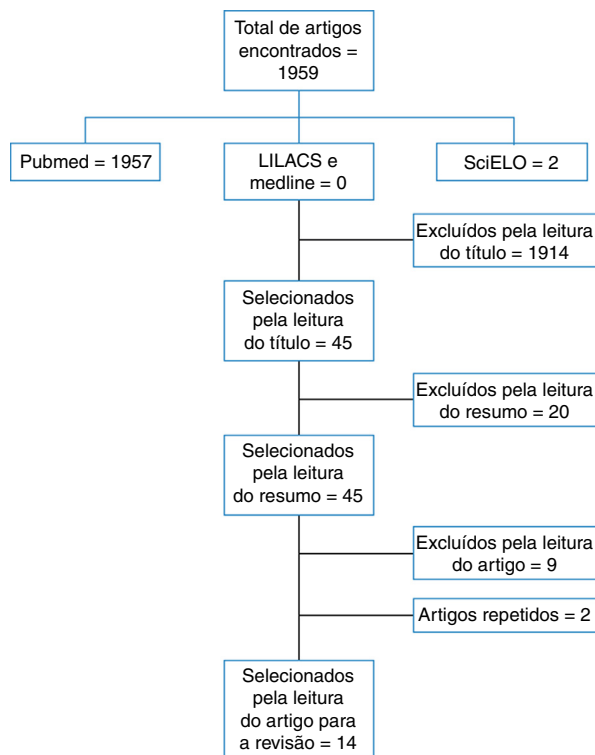 Total de artigos
encontrados =
1959
Pubmed = 1957
LILACS e
medline = 0
SciELO = 2
Excluídos pela leitura
do título = 1914
Selecionados
pela leitura
do título = 45
Excluídos pela leitura
do resumo = 20
Selecionados
pela leitura
do resumo = 45
Excluídos pela leitura
do artigo = 9
Artigos repetidos = 2
Selecionados
pela leitura
do artigo para
a revisão = 14